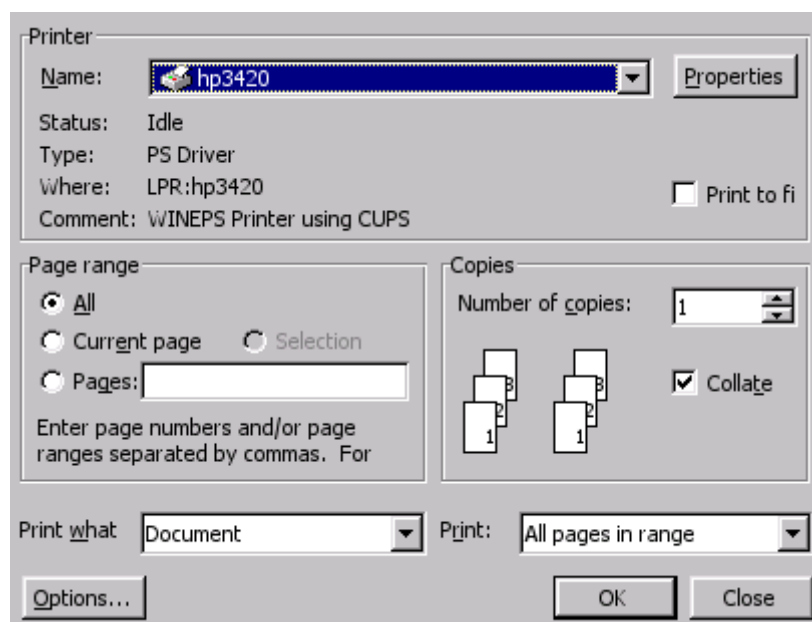 Printer
Name: hp3420 Properties
Status: Idle
Type: PS Driver
Where: LPR:hp3420
Print to fi
Comment: WINEPS Printer using CUPS
Page range
All
Current page Selection
Pages:
Enter page numbers and/or page
ranges separated by commas. For
Copies
Number of copies: 1
3 3
2 2
1 1
Collate
Print what Document Print: All pages in range
Options... OK Close